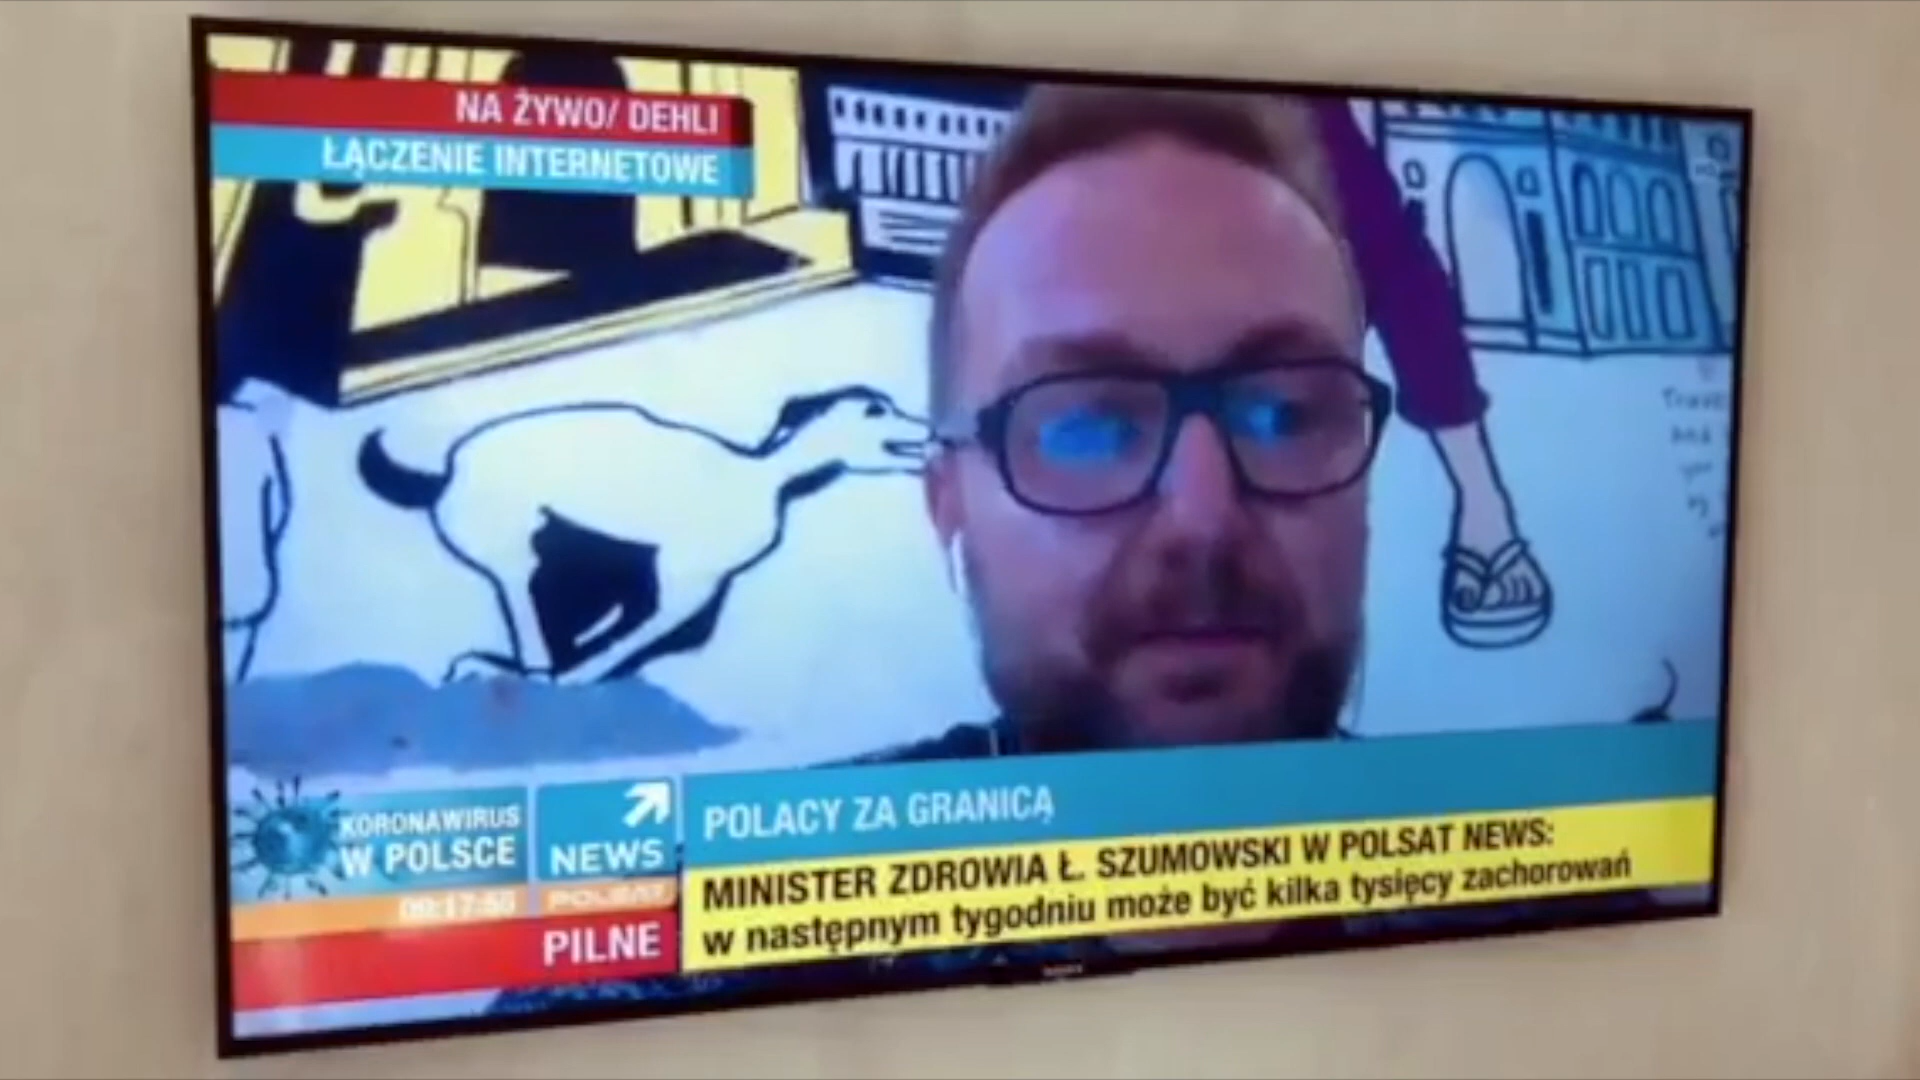 NA ŻYWO/ DEHLI
ŁĄCZENIE INTERNETOWE
KORONAWIRUS
W POLSCE
NEWS
POLSAT
PILNE
POLACY ZA GRANICĄ
MINISTER ZDROWIA Ł. SZUMOWSKI W POLSAT NEWS:
w następnym tygodniu może być kilka tysięcy zachorowań